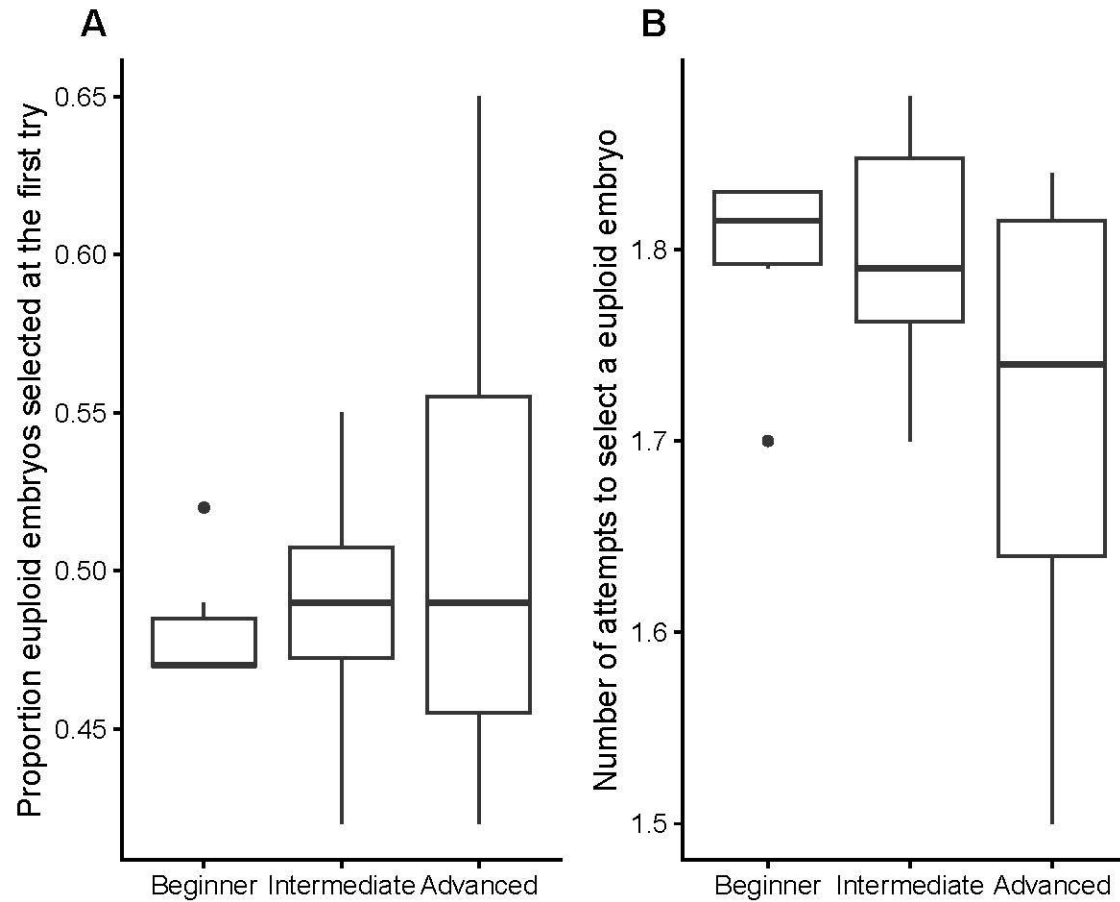 A
Proportion euploid embryos selected at the first try
0.65
0.60
0.55
0.50
0.45
Beginner Intermediate Advanced
B
Number of attempts to select a euploid embryo
1.8
1.7
1.6
1.5
Beginner Intermediate Advanced